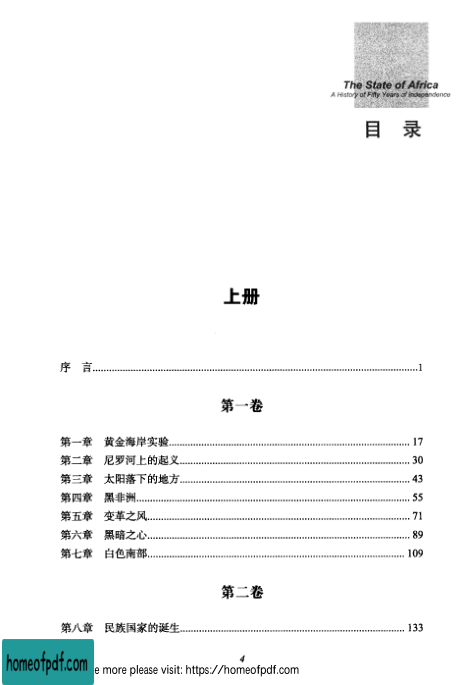 The State of Africa
A History of Fifty Years of Independence
目 录
上册
序 言........................................1
第一卷
第一章 黄金海岸实验........................................17
第二章 尼罗河上的起义........................................30
第三章 太阳落下的地方........................................43
第四章 黑非洲........................................55
第五章 变革之风........................................71
第六章 黑暗之心........................................89
第七章 白色南部........................................109
第二卷
第八章 民族国家的诞生........................................133
4
homeofpdf.com
e more please visit: https://homeofpdf.com